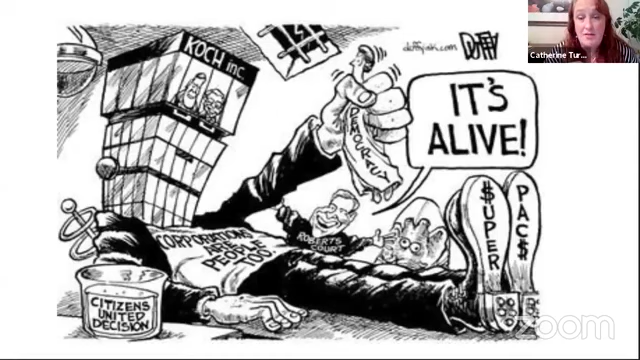 KOCH inc.
duffyink.com
DUFFY
IT'S
ALIVE!
DEMOCRACY
CORPORATIONS
ARE
PEOPLE
TOO.
ROBERTS
COURT
$UPER
PAC$
CITIZENS
UNITED
DECISION
Catherine Tur...
zoom